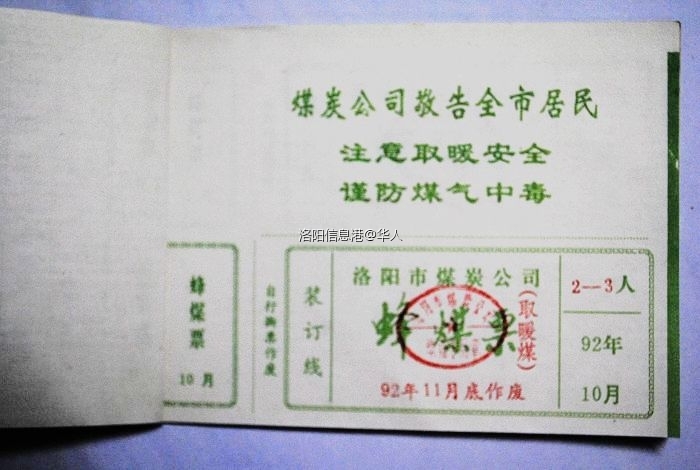 煤炭公司敬告全市居民
注意取暖安全
谨防煤气中毒
洛阳信息港@华人
蜂煤票
10月
自行撕票作废
装订线
洛阳市煤炭公司
蜂煤票
(取暖煤)
92年11月底作废
2—3人
92年
10月